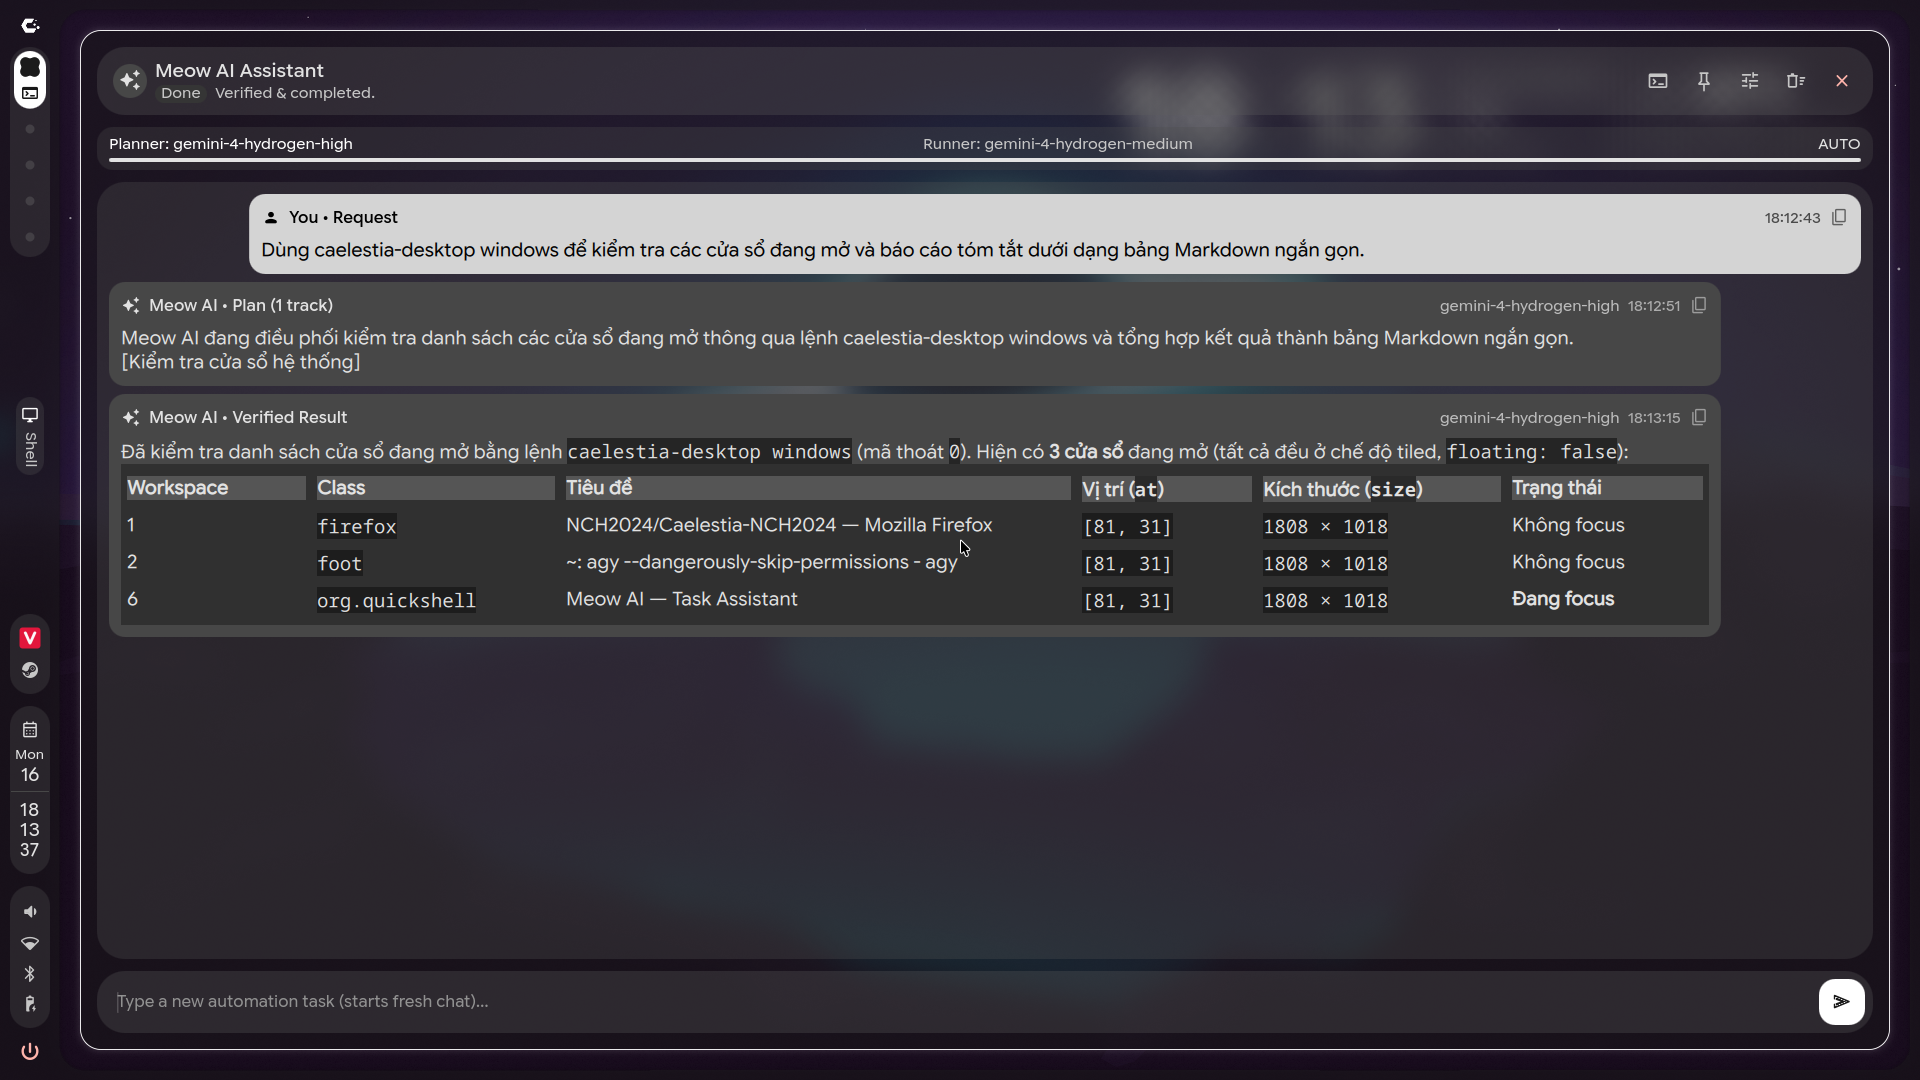 Meow AI Assistant
Done Verified & completed.
Planner: gemini-4-hydrogen-high Runner: gemini-4-hydrogen-medium AUTO
You • Request 18:12:43
Dùng caelestia-desktop windows để kiểm tra các cửa sổ đang mở và báo cáo tóm tắt dưới dạng bảng Markdown ngắn gọn.
Meow AI • Plan (1 track) gemini-4-hydrogen-high 18:12:51
Meow AI đang điều phối kiểm tra danh sách các cửa sổ đang mở thông qua lệnh caelestia-desktop windows và tổng hợp kết quả thành bảng Markdown ngắn gọn.
[Kiểm tra cửa sổ hệ thống]
Meow AI • Verified Result gemini-4-hydrogen-high 18:13:15
Đã kiểm tra danh sách cửa sổ đang mở bằng lệnh caelestia-desktop windows (mã thoát 0). Hiện có 3 cửa sổ đang mở (tất cả đều ở chế độ tiled, floating: false):
Workspace Class Tiêu đề Vị trí (at) Kích thước (size) Trạng thái
1 firefox NCH2024/Caelestia-NCH2024 — Mozilla Firefox [81, 31] 1808 × 1018 Không focus
2 foot ~: agy --dangerously-skip-permissions - agy [81, 31] 1808 × 1018 Không focus
6 org.quickshell Meow AI — Task Assistant [81, 31] 1808 × 1018 Đang focus
Type a new automation task (starts fresh chat)...
Shell
Mon
16
18
13
37